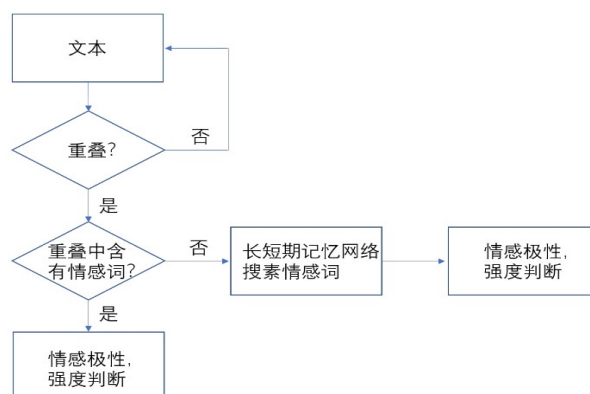 文本
重叠?
否
是
重叠中含
有情感词?
否
长短期记忆网络
搜素情感词
情感极性,
强度判断
是
情感极性,
强度判断